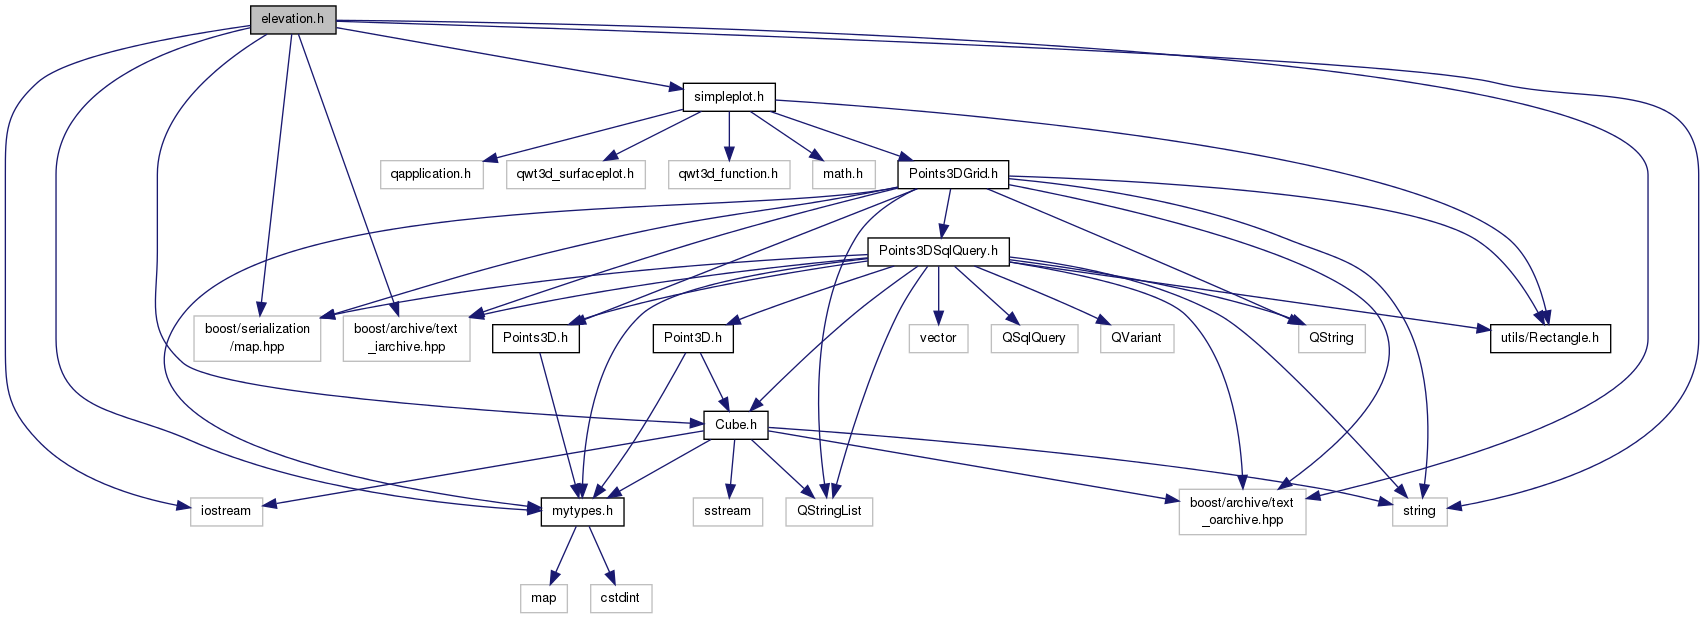 elevation.h
simpleplot.h
qapplication.h
qwt3d_surfaceplot.h
qwt3d_function.h
math.h
Points3DGrid.h
Points3DSqlQuery.h
boost/serialization
/map.hpp
boost/archive/text
_iarchive.hpp
Points3D.h
Point3D.h
vector
QSqlQuery
QVariant
QString
utils/Rectangle.h
Cube.h
iostream
mytypes.h
sstream
QStringList
boost/archive/text
_oarchive.hpp
string
map
cstdint